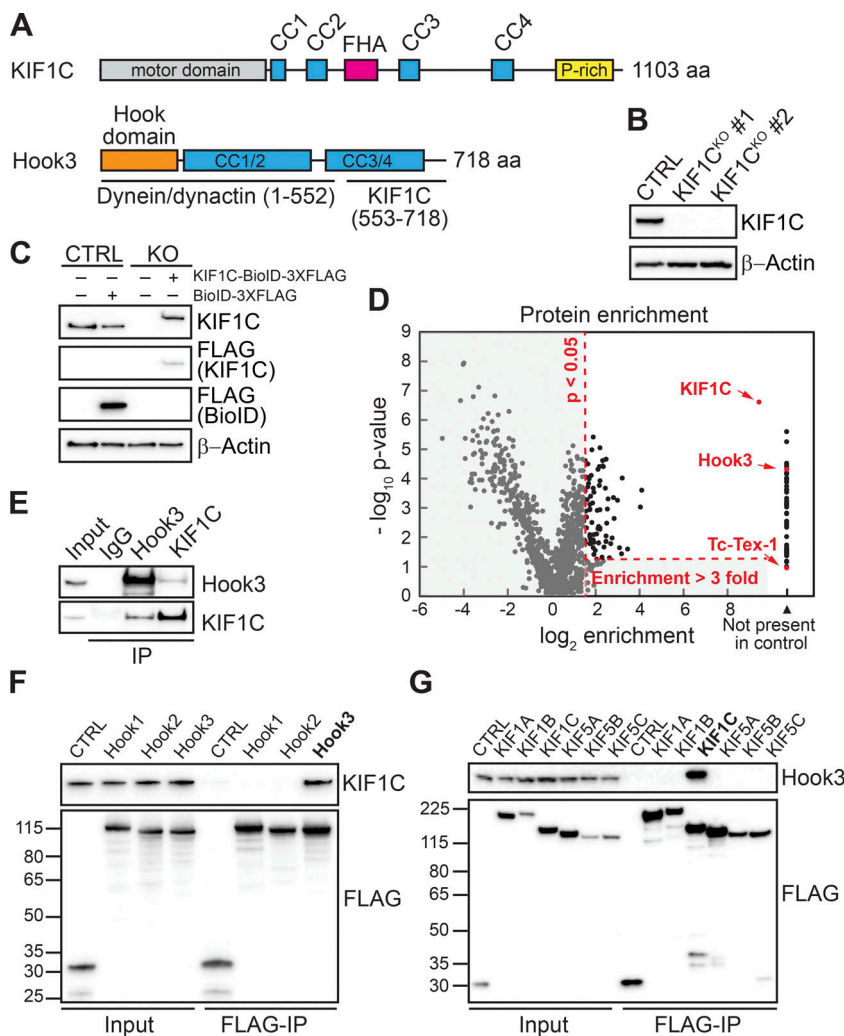 A
CC1 CC2 FHA CC3 CC4
KIF1C motor domain P-rich 1103 aa
Hook domain
Hook3 CC1/2 CC3/4 718 aa
Dynein/dynactin (1-552) KIF1C (553-718)
B
CTRL KIF1C^KO #1 KIF1C^KO #2
KIF1C
β–Actin
C
CTRL KO
– – – + KIF1C-BioID-3XFLAG
– + – – BioID-3XFLAG
KIF1C
FLAG (KIF1C)
FLAG (BioID)
β–Actin
D
Protein enrichment
9
8
7
6
5
4
3
2
1
0
- log10 p-value
p < 0.05
KIF1C
Hook3
Tc-Tex-1
Enrichment > 3 fold
-6 -4 -2 0 2 4 6 8
log2 enrichment
Not present in control
E
Input IgG Hook3 KIF1C
Hook3
KIF1C
IP
F
CTRL Hook1 Hook2 Hook3 CTRL Hook1 Hook2 Hook3
KIF1C
115
80
65
50
35
30
25
FLAG
Input FLAG-IP
G
CTRL KIF1A KIF1B KIF1C KIF5A KIF5B KIF5C CTRL KIF1A KIF1B KIF1C KIF5A KIF5B KIF5C
Hook3
225
115
80
65
50
35
30
FLAG
Input FLAG-IP